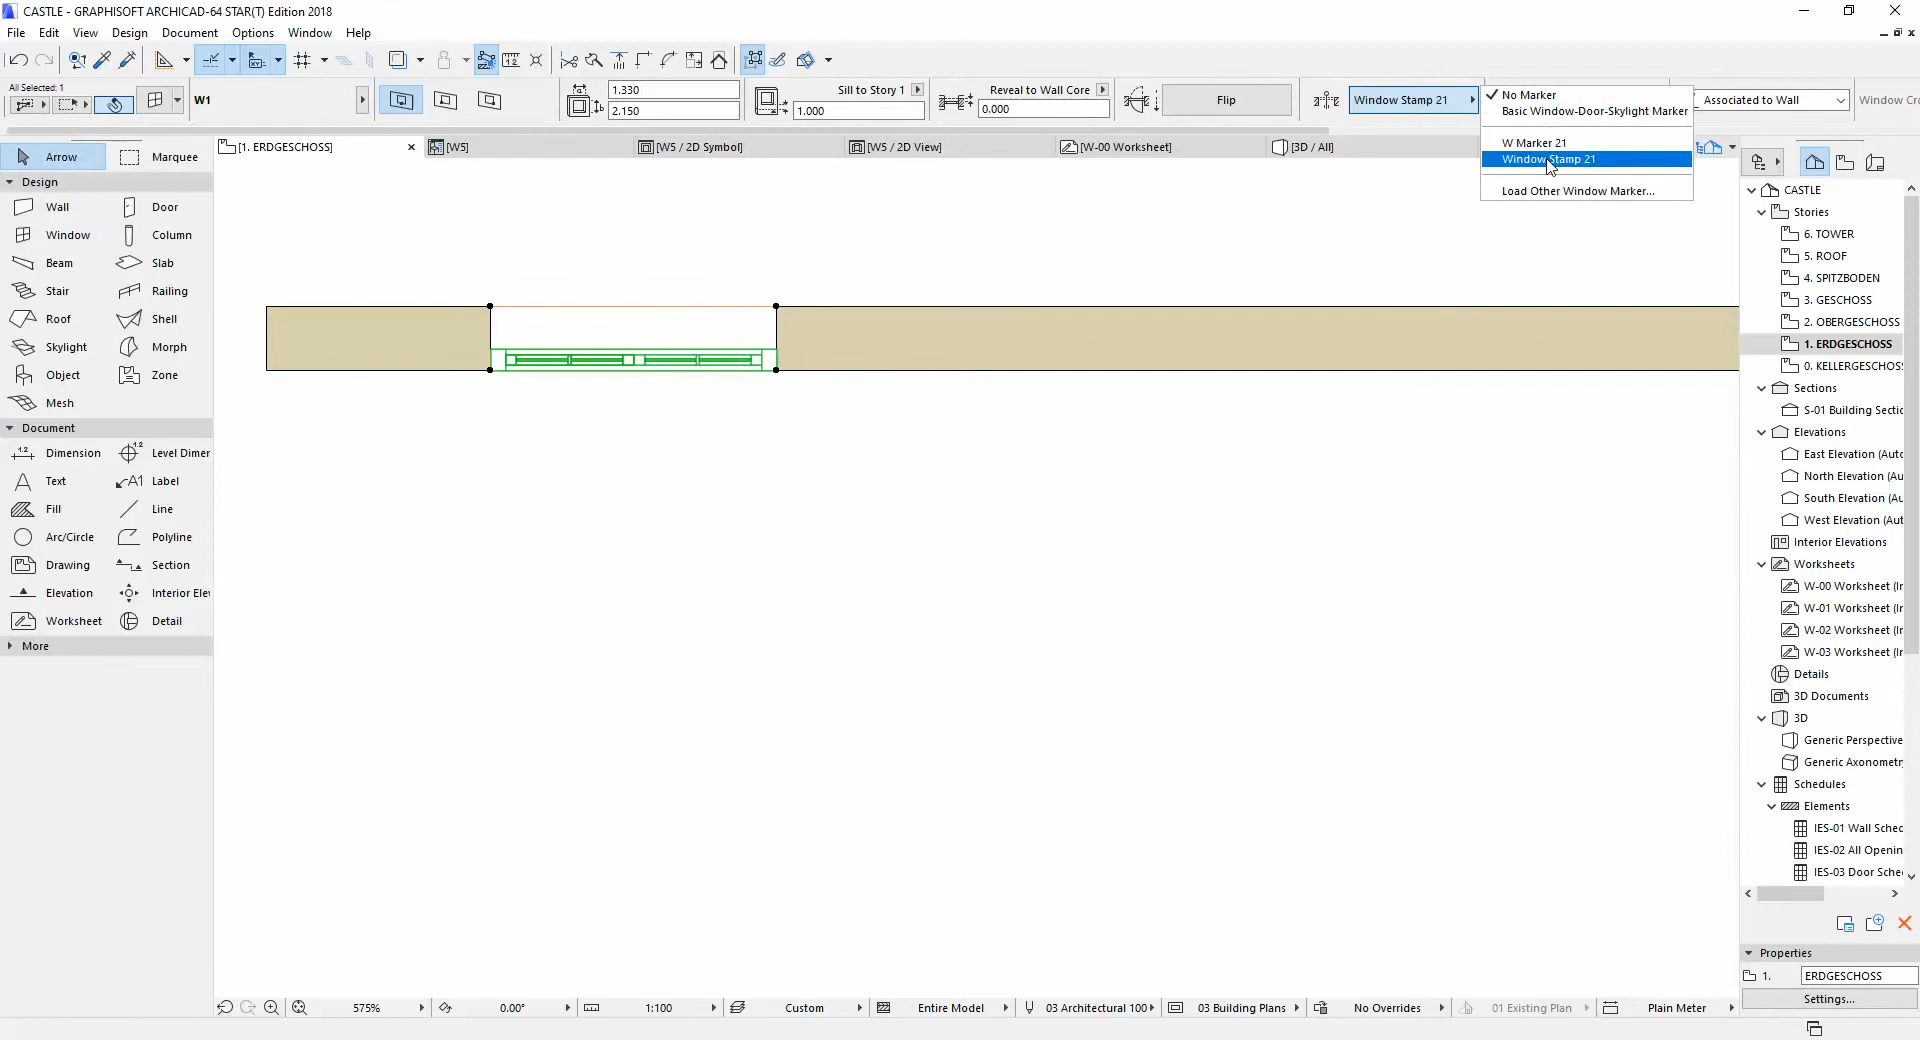 CASTLE - GRAPHISOFT ARCHICAD-64 STAR(T) Edition 2018
File Edit View Design Document Options Window Help
All Selected: 1
W1
1.330
2.150
Sill to Story 1
1.000
Reveal to Wall Core
0.000
Flip
Window Stamp 21
No Marker
Basic Window-Door-Skylight Marker
W Marker 21
Window Stamp 21
Load Other Window Marker...
Associated to Wall
Window Cr
[1. ERDGESCHOSS]
[W5]
[W5 / 2D Symbol]
[W5 / 2D View]
[W-00 Worksheet]
[3D / All]
Arrow Marquee
Design
Wall Door
Window Column
Beam Slab
Stair Railing
Roof Shell
Skylight Morph
Object Zone
Mesh
Document
1.2 Dimension 1.2 Level Dimer
A Text A1 Label
Fill Line
Arc/Circle Polyline
Drawing Section
Elevation Interior Ele
Worksheet Detail
More
CASTLE
Stories
6. TOWER
5. ROOF
4. SPITZBODEN
3. GESCHOSS
2. OBERGESCHOSS
1. ERDGESCHOSS
0. KELLERGESCHOS
Sections
S-01 Building Sectic
Elevations
East Elevation (Autc
North Elevation (Au
South Elevation (Au
West Elevation (Aut
Interior Elevations
Worksheets
W-00 Worksheet (Ir
W-01 Worksheet (Ir
W-02 Worksheet (Ir
W-03 Worksheet (Ir
Details
3D Documents
3D
Generic Perspective
Generic Axonometr
Schedules
Elements
IES-01 Wall Schec
IES-02 All Openin
IES-03 Door Sche
Properties
1. ERDGESCHOSS
Settings...
575% 0.00° 1:100 Custom Entire Model 03 Architectural 100 03 Building Plans No Overrides 01 Existing Plan Plain Meter